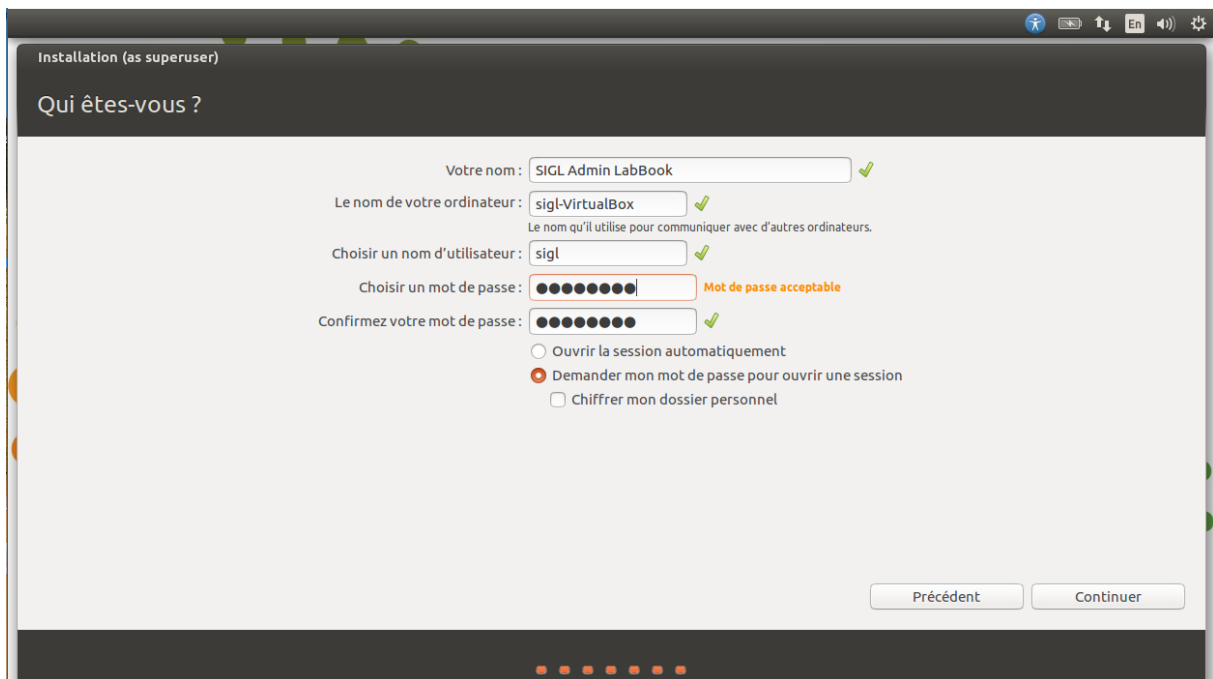 En
Installation (as superuser)
Qui êtes-vous ?
Votre nom : SIGL Admin LabBook
Le nom de votre ordinateur : sigl-VirtualBox
Le nom qu'il utilise pour communiquer avec d'autres ordinateurs.
Choisir un nom d'utilisateur : sigl
Choisir un mot de passe : ●●●●●●●● Mot de passe acceptable
Confirmez votre mot de passe : ●●●●●●●●
Ouvrir la session automatiquement
Demander mon mot de passe pour ouvrir une session
Chiffrer mon dossier personnel
Précédent Continuer